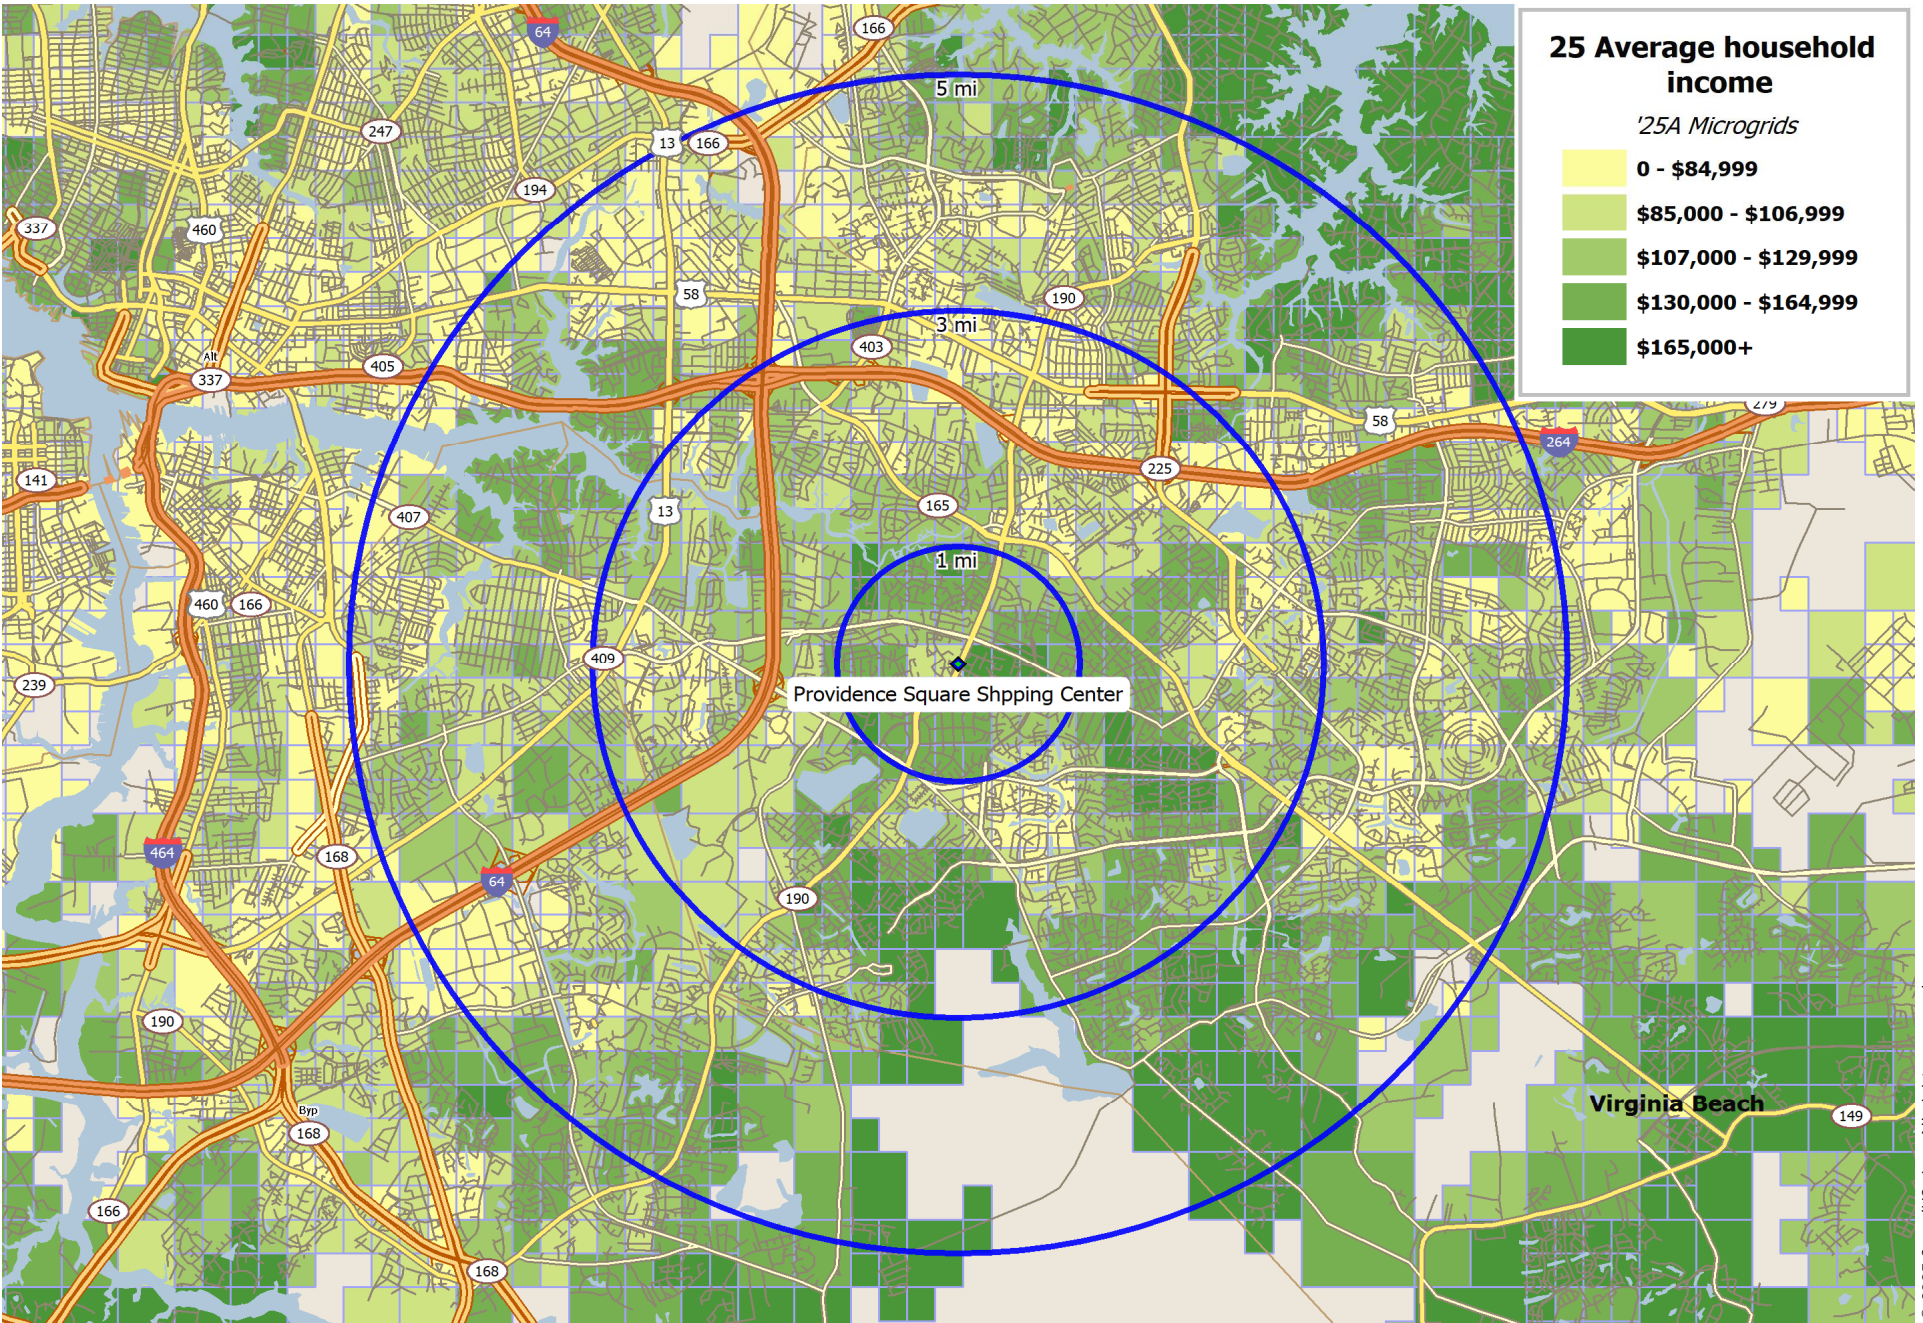 25 Average household
income
'25A Microgrids
0 - $84,999
$85,000 - $106,999
$107,000 - $129,999
$130,000 - $164,999
$165,000+
64
166
5 mi
247
13
166
194
337
460
58
190
3 mi
403
Alt
337
405
279
58
264
225
141
165
13
407
1 mi
460
166
409
239
Providence Square Shpping Center
464
168
64
190
190
Byp
168
Virginia Beach
149
166
168